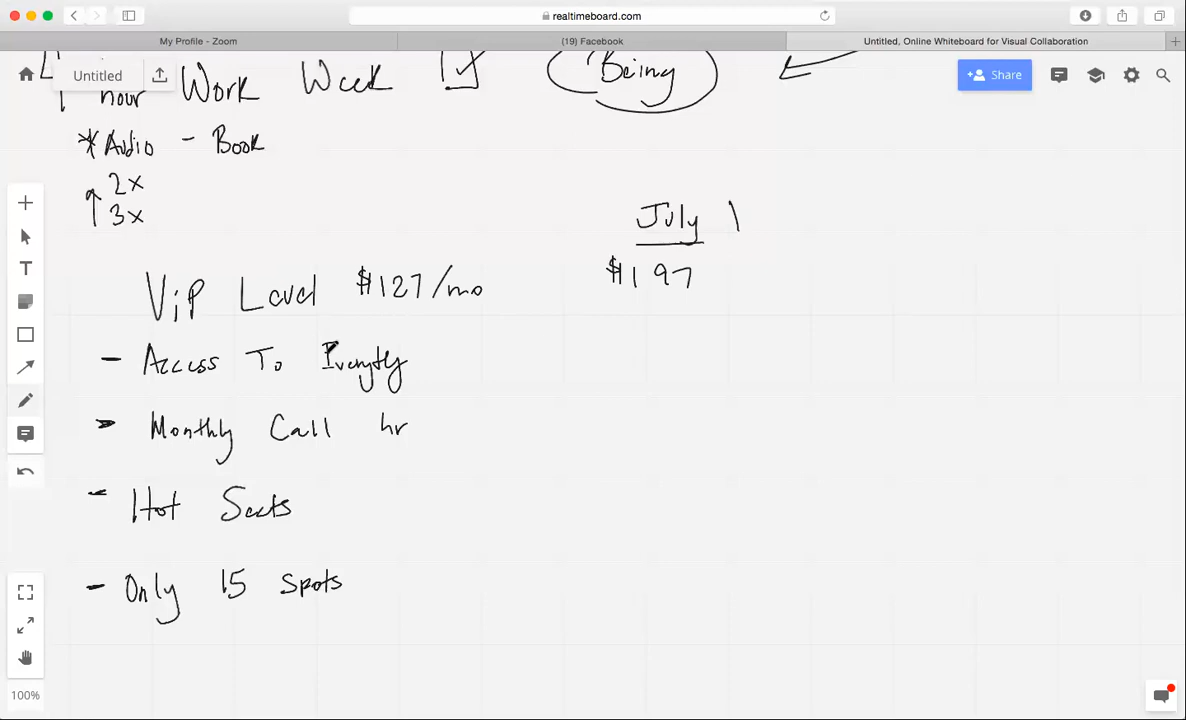 realtimeboard.com
My Profile - Zoom
(19) Facebook
Untitled, Online Whiteboard for Visual Collaboration
Untitled
Share
hour Work Week
Being
* Audio - Book
2x
3x
July 1
$197
ViP Level $127/mo
- Access To
- Monthly Call hr
- Hot Seats
- Only 15 Spots
100%